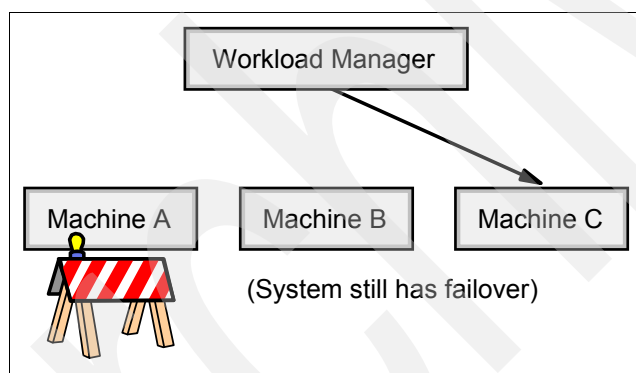 Workload Manager
Machine A
Machine B
Machine C
(System still has failover)